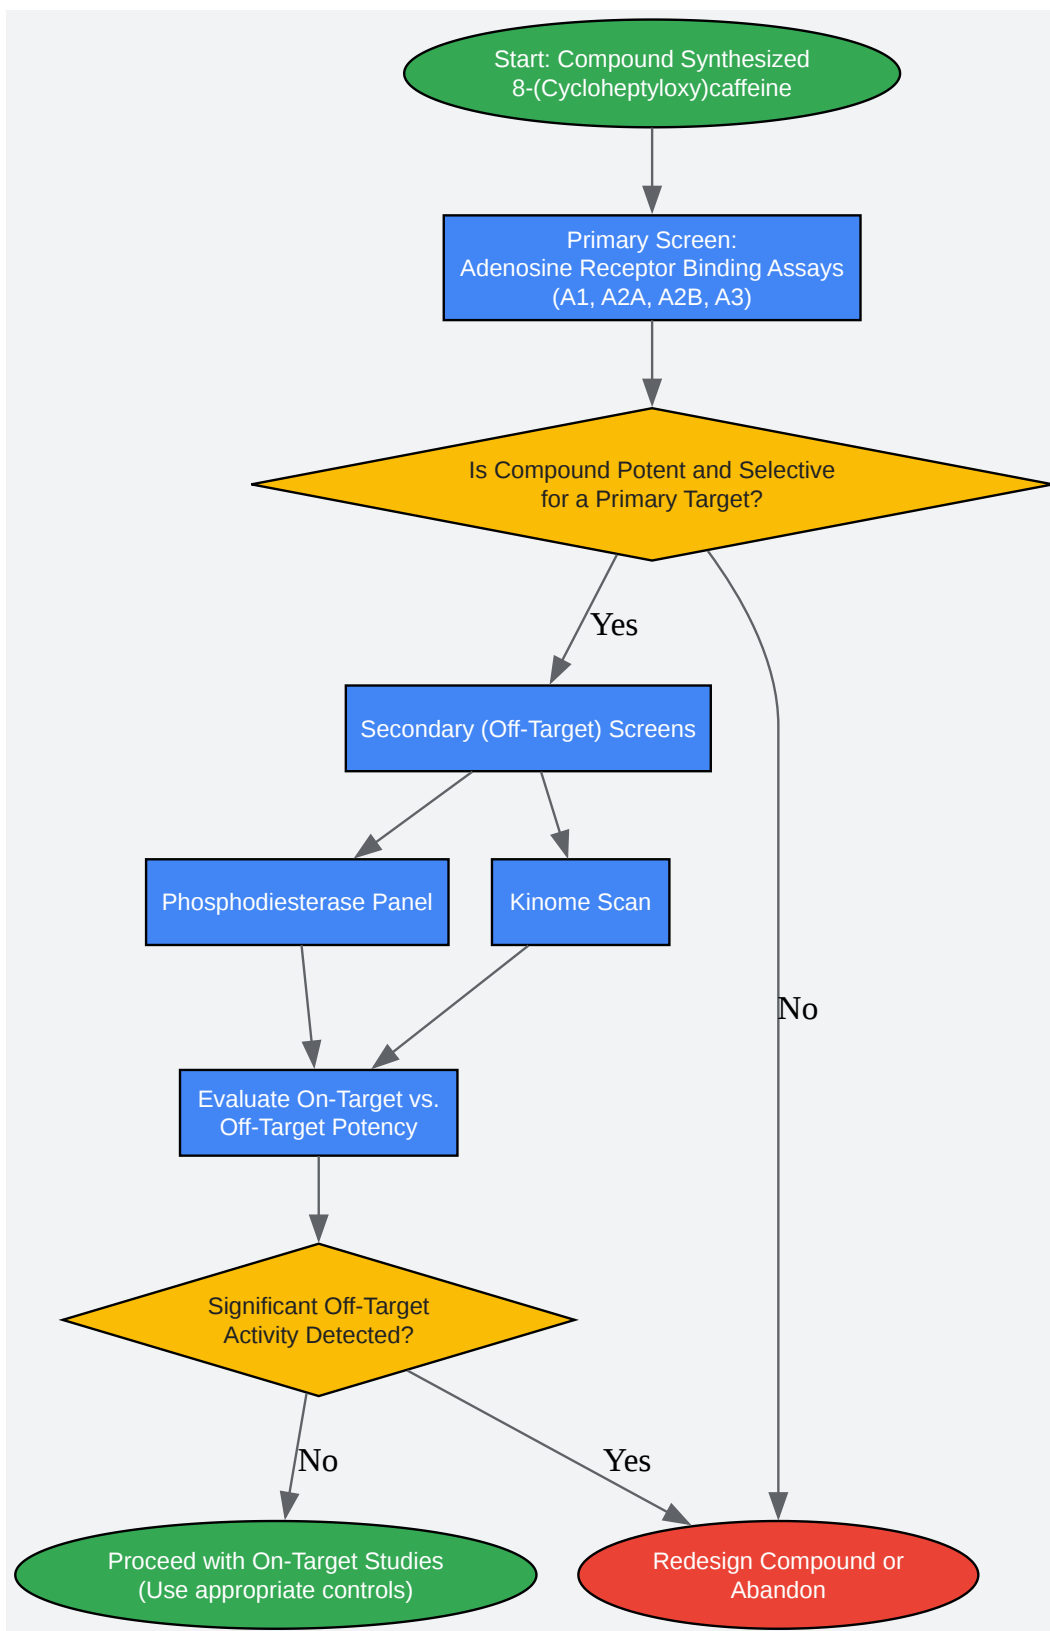 Start: Compound Synthesized
8-(Cycloheptyloxy)caffeine
Primary Screen:
Adenosine Receptor Binding Assays
(A1, A2A, A2B, A3)
Is Compound Potent and Selective
for a Primary Target?
Yes
Secondary (Off-Target) Screens
Phosphodiesterase Panel
Kinome Scan
No
Evaluate On-Target vs.
Off-Target Potency
Significant Off-Target
Activity Detected?
No
Yes
Proceed with On-Target Studies
(Use appropriate controls)
Redesign Compound or
Abandon